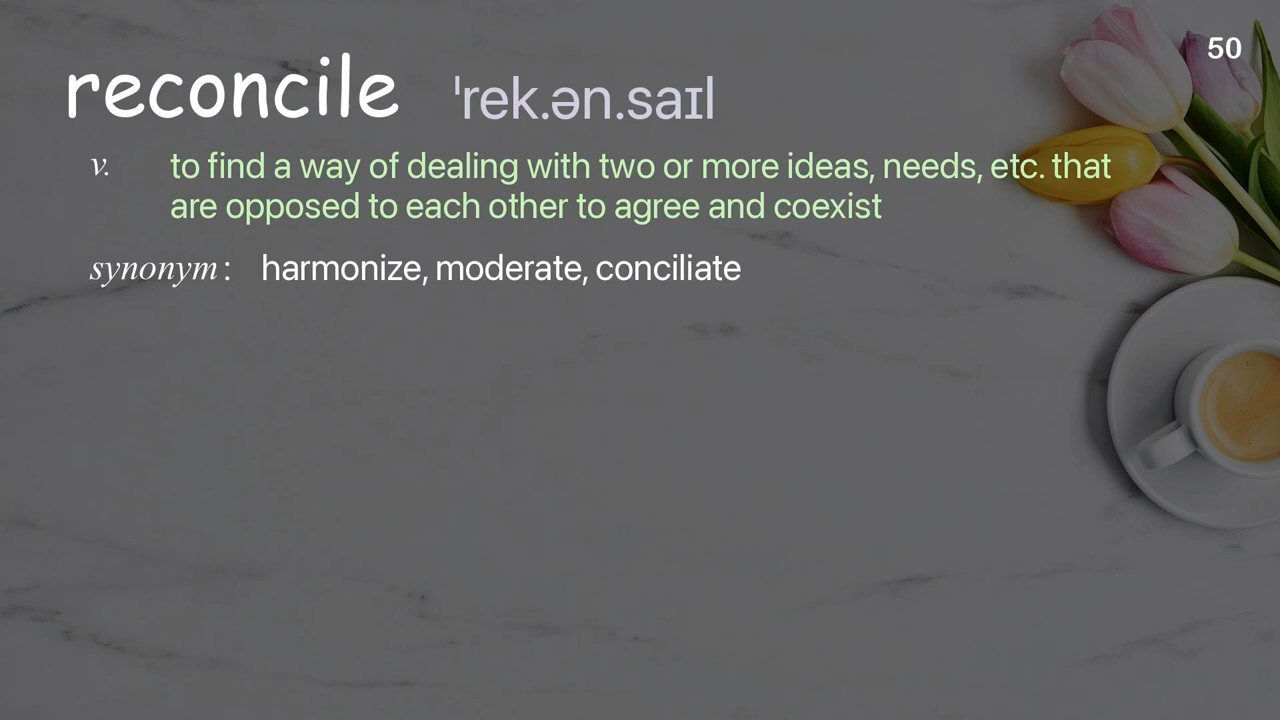 50
reconcile ˈrek.ən.saɪl
v. to find a way of dealing with two or more ideas, needs, etc. that
are opposed to each other to agree and coexist
synonym : harmonize, moderate, conciliate